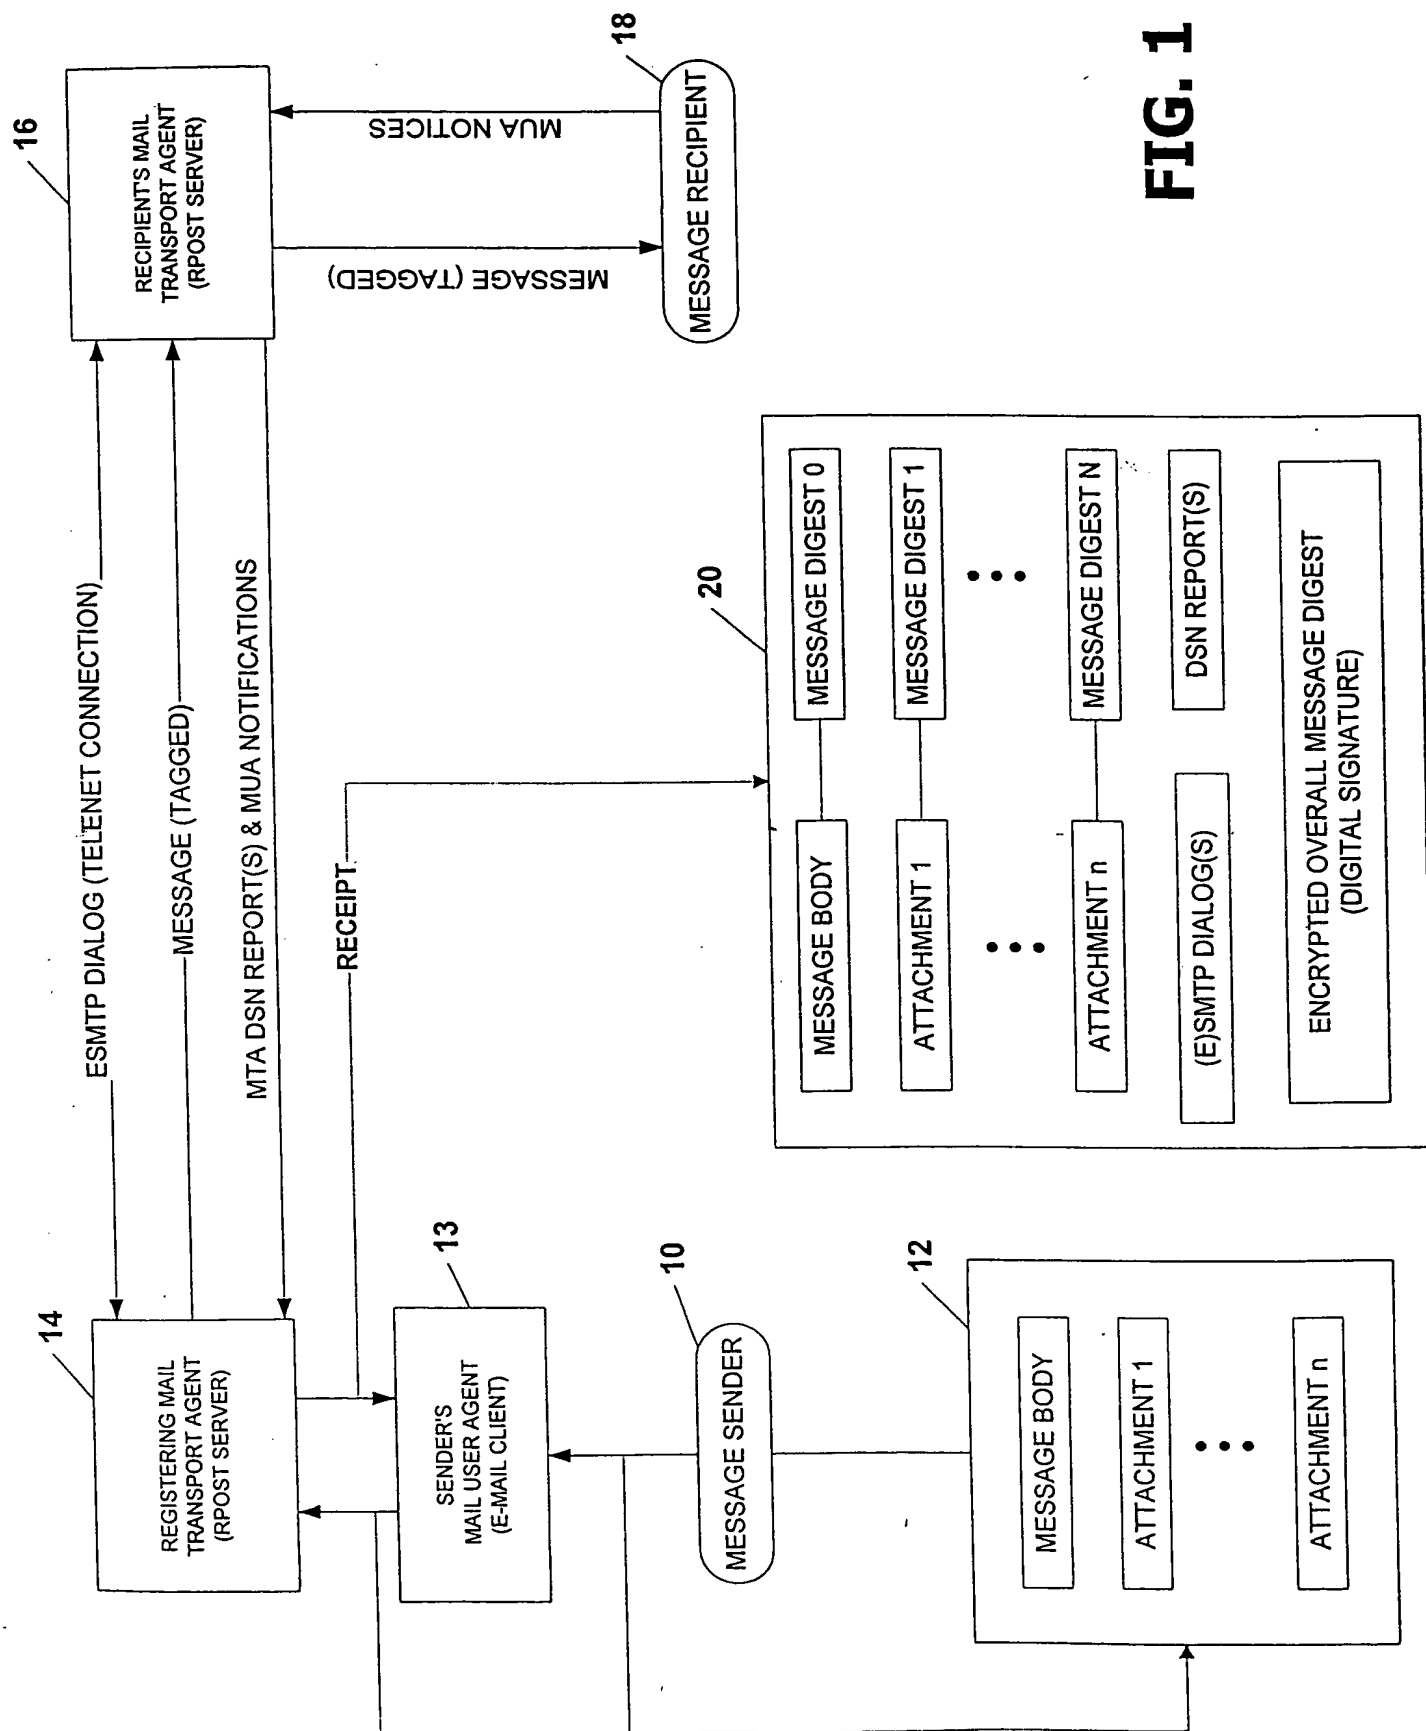 14
REGISTERING MAIL
TRANSPORT AGENT
(RPOST SERVER)
ESMTP DIALOG (TELENET CONNECTION)
MESSAGE (TAGGED)
MTA DSN REPORT(S) & MUA NOTIFICATIONS
16
RECIPIENT'S MAIL
TRANSPORT AGENT
(RPOST SERVER)
RECEIPT
13
SENDER'S
MAIL USER AGENT
(E-MAIL CLIENT)
MESSAGE (TAGGED)
MUA NOTICES
10
MESSAGE SENDER
18
MESSAGE RECIPIENT
12
MESSAGE BODY
ATTACHMENT 1
•••
ATTACHMENT n
20
MESSAGE BODY
MESSAGE DIGEST 0
ATTACHMENT 1
MESSAGE DIGEST 1
•••
•••
ATTACHMENT n
MESSAGE DIGEST N
(E)SMTP DIALOG(S)
DSN REPORT(S)
ENCRYPTED OVERALL MESSAGE DIGEST
(DIGITAL SIGNATURE)
FIG. 1